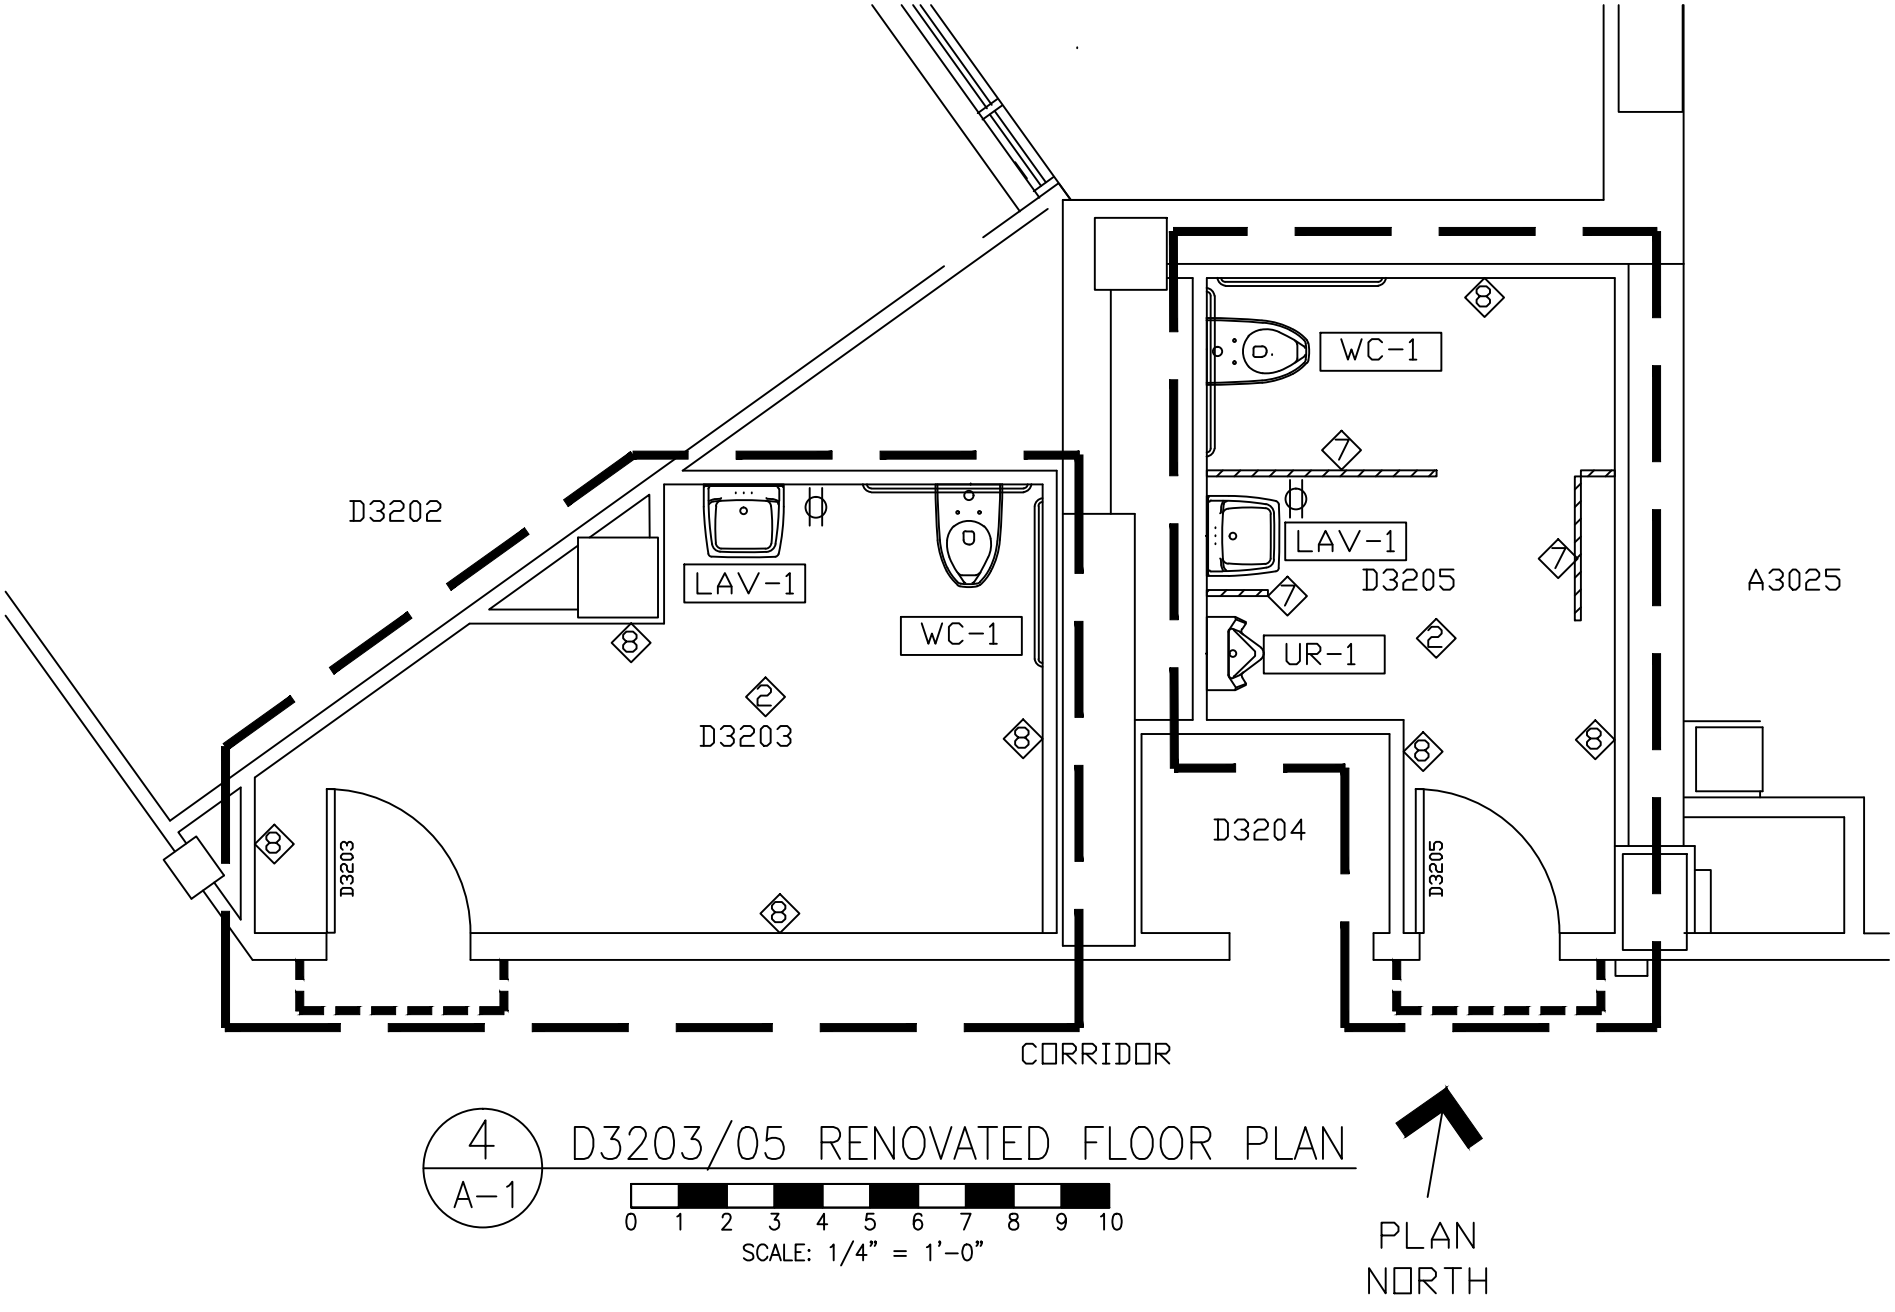 8
WC-1
7
D3202
LAV-1
7
D3205
A3025
LAV-1
7
WC-1
8
2
UR-1
2
D3203
8
8
8
D3204
8
D3203
D3205
8
CORRIDOR
4
A-1
D3203/05 RENOVATED FLOOR PLAN
0 1 2 3 4 5 6 7 8 9 10
SCALE: 1/4" = 1'-0"
PLAN
NORTH